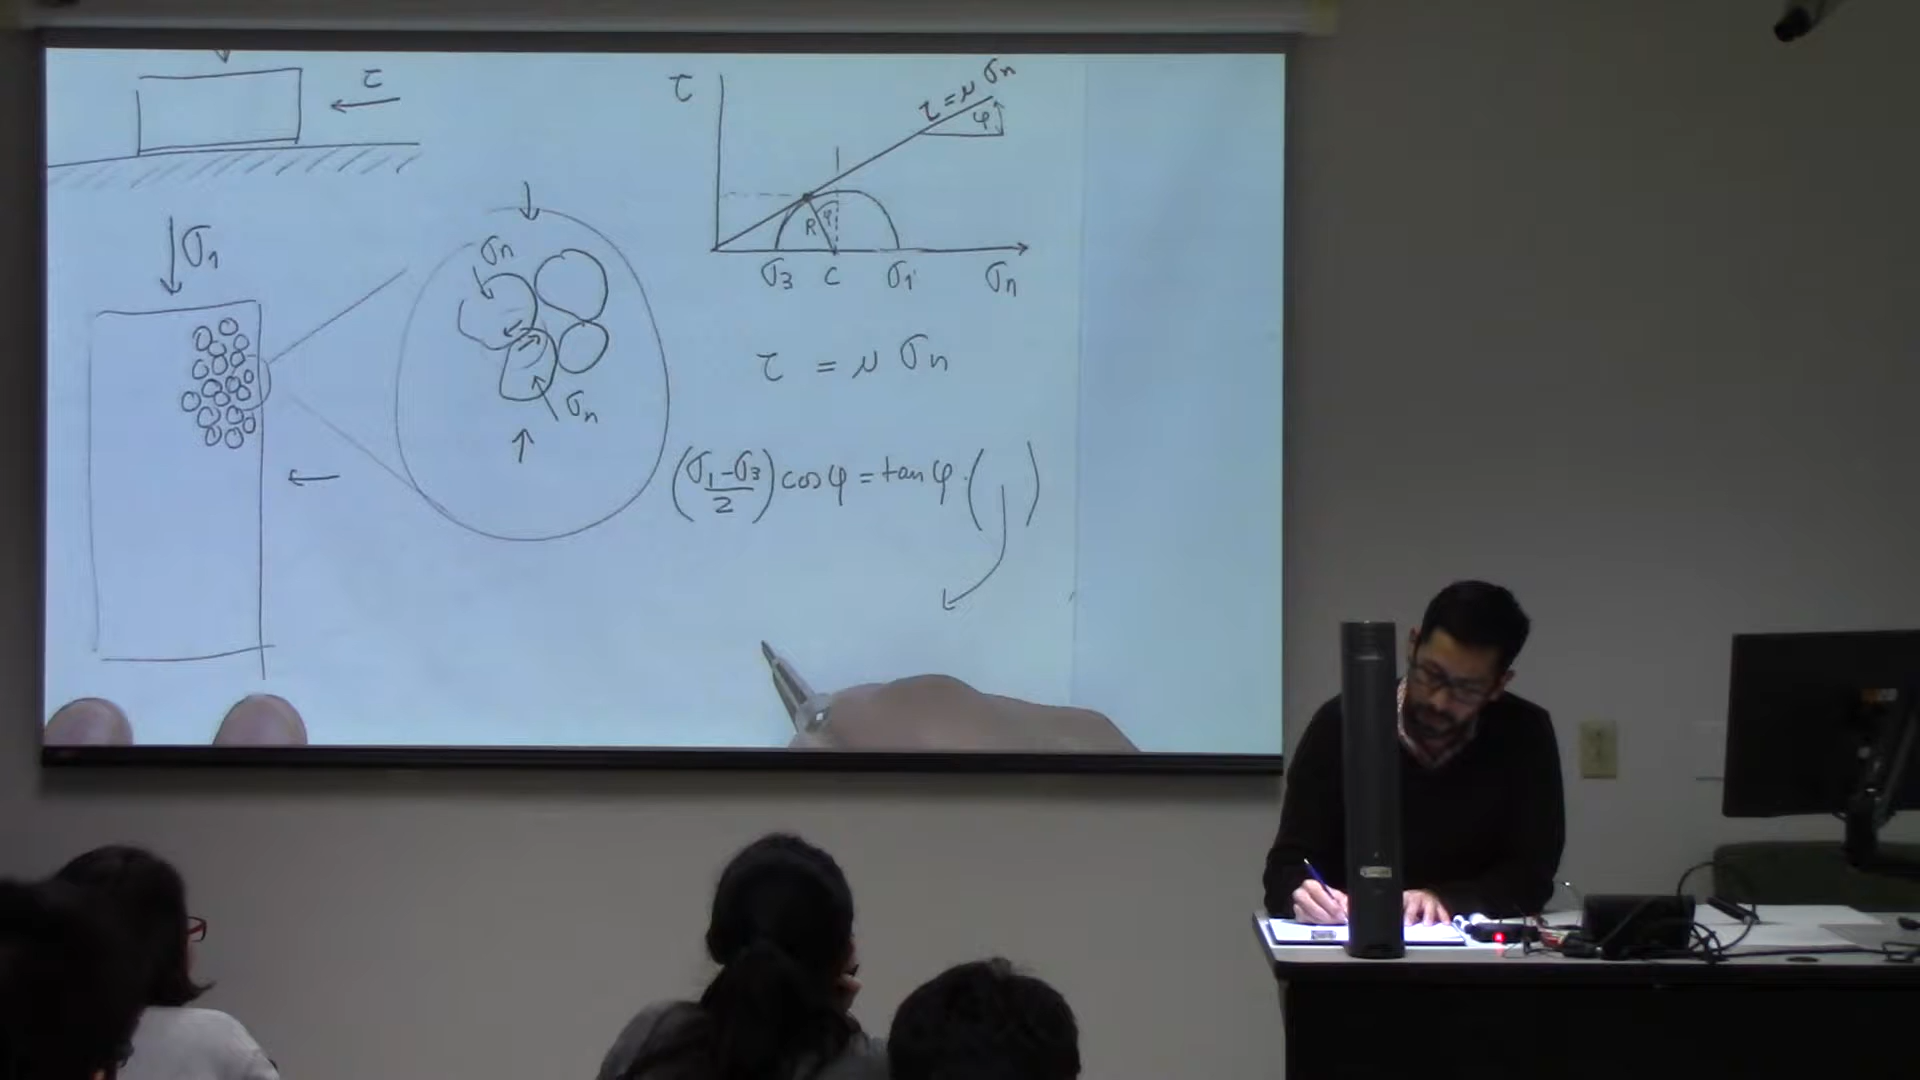 τ
σ₁
σn
σn
τ
τ = μ σn
φ
R
φ
σ₃ C σ₁ σn
τ = μ σn
(σ₁-σ₃/2) cos φ = tan φ · ( )